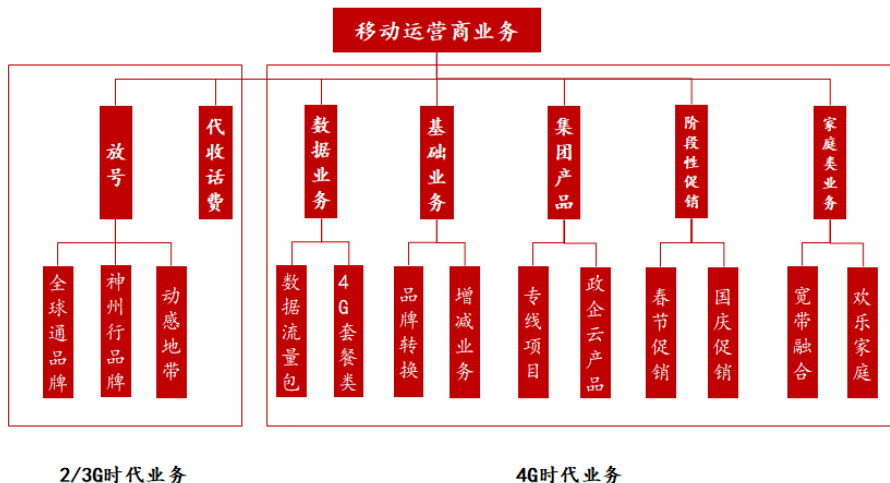 移动运营商业务
放号
代收话费
数据业务
基础业务
集团产品
阶段性促销
家庭类业务
全球通品牌
神州行品牌
动感地带
数据流量包
4G套餐类
品牌转换
增减业务
专线项目
政企云产品
春节促销
国庆促销
宽带融合
欢乐家庭
2/3G时代业务
4G时代业务